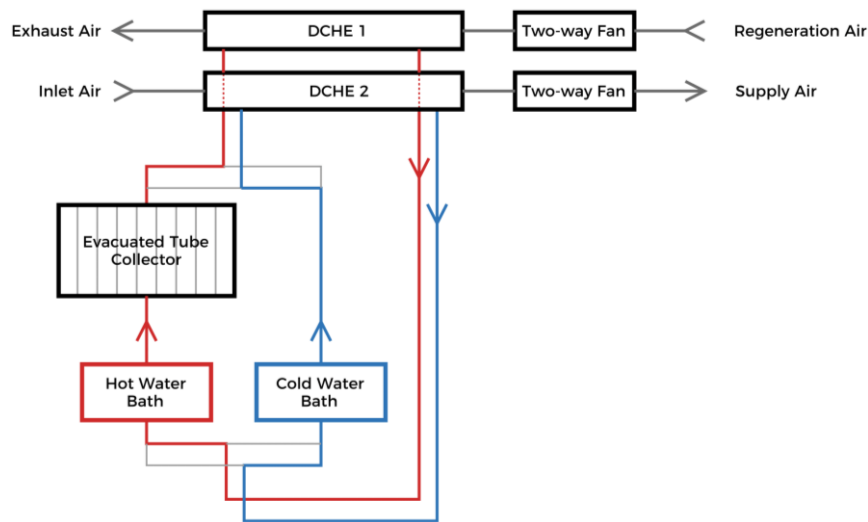 Exhaust Air
DCHE 1
Two-way Fan
Regeneration Air
Inlet Air
DCHE 2
Two-way Fan
Supply Air
Evacuated Tube
Collector
Hot Water
Bath
Cold Water
Bath